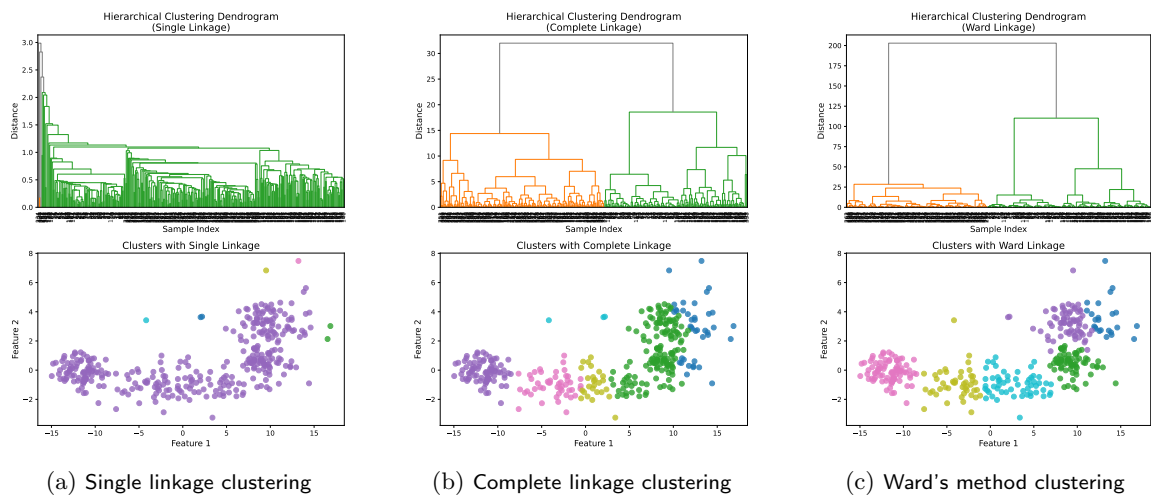 Hierarchical Clustering Dendrogram
(Single Linkage)
3.0
2.5
2.0
1.5
1.0
0.5
0.0
Distance
Sample Index
Clusters with Single Linkage
8
6
4
2
0
−2
Feature 2
−15 −10 −5 0 5 10 15
Feature 1
(a) Single linkage clustering
Hierarchical Clustering Dendrogram
(Complete Linkage)
30
25
20
15
10
5
0
Distance
Sample Index
Clusters with Complete Linkage
8
6
4
2
0
−2
Feature 2
−15 −10 −5 0 5 10 15
Feature 1
(b) Complete linkage clustering
Hierarchical Clustering Dendrogram
(Ward Linkage)
200
175
150
125
100
75
50
25
0
Distance
Sample Index
Clusters with Ward Linkage
8
6
4
2
0
−2
Feature 2
−15 −10 −5 0 5 10 15
Feature 1
(c) Ward's method clustering